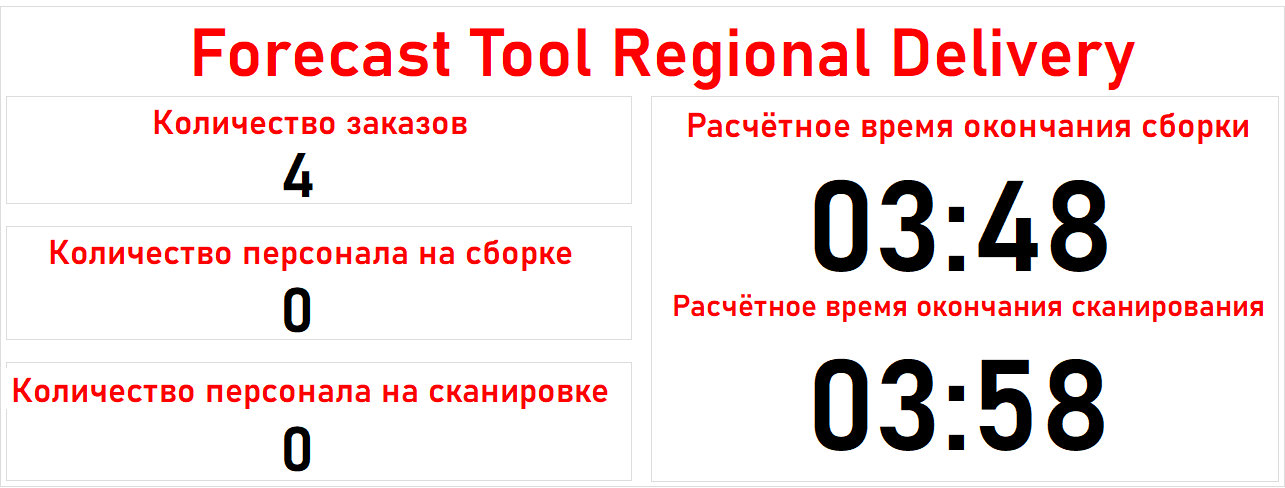 Forecast Tool Regional Delivery
Количество заказов
4
Количество персонала на сборке
0
Количество персонала на сканировке
0
Расчётное время окончания сборки
03:48
Расчётное время окончания сканирования
03:58